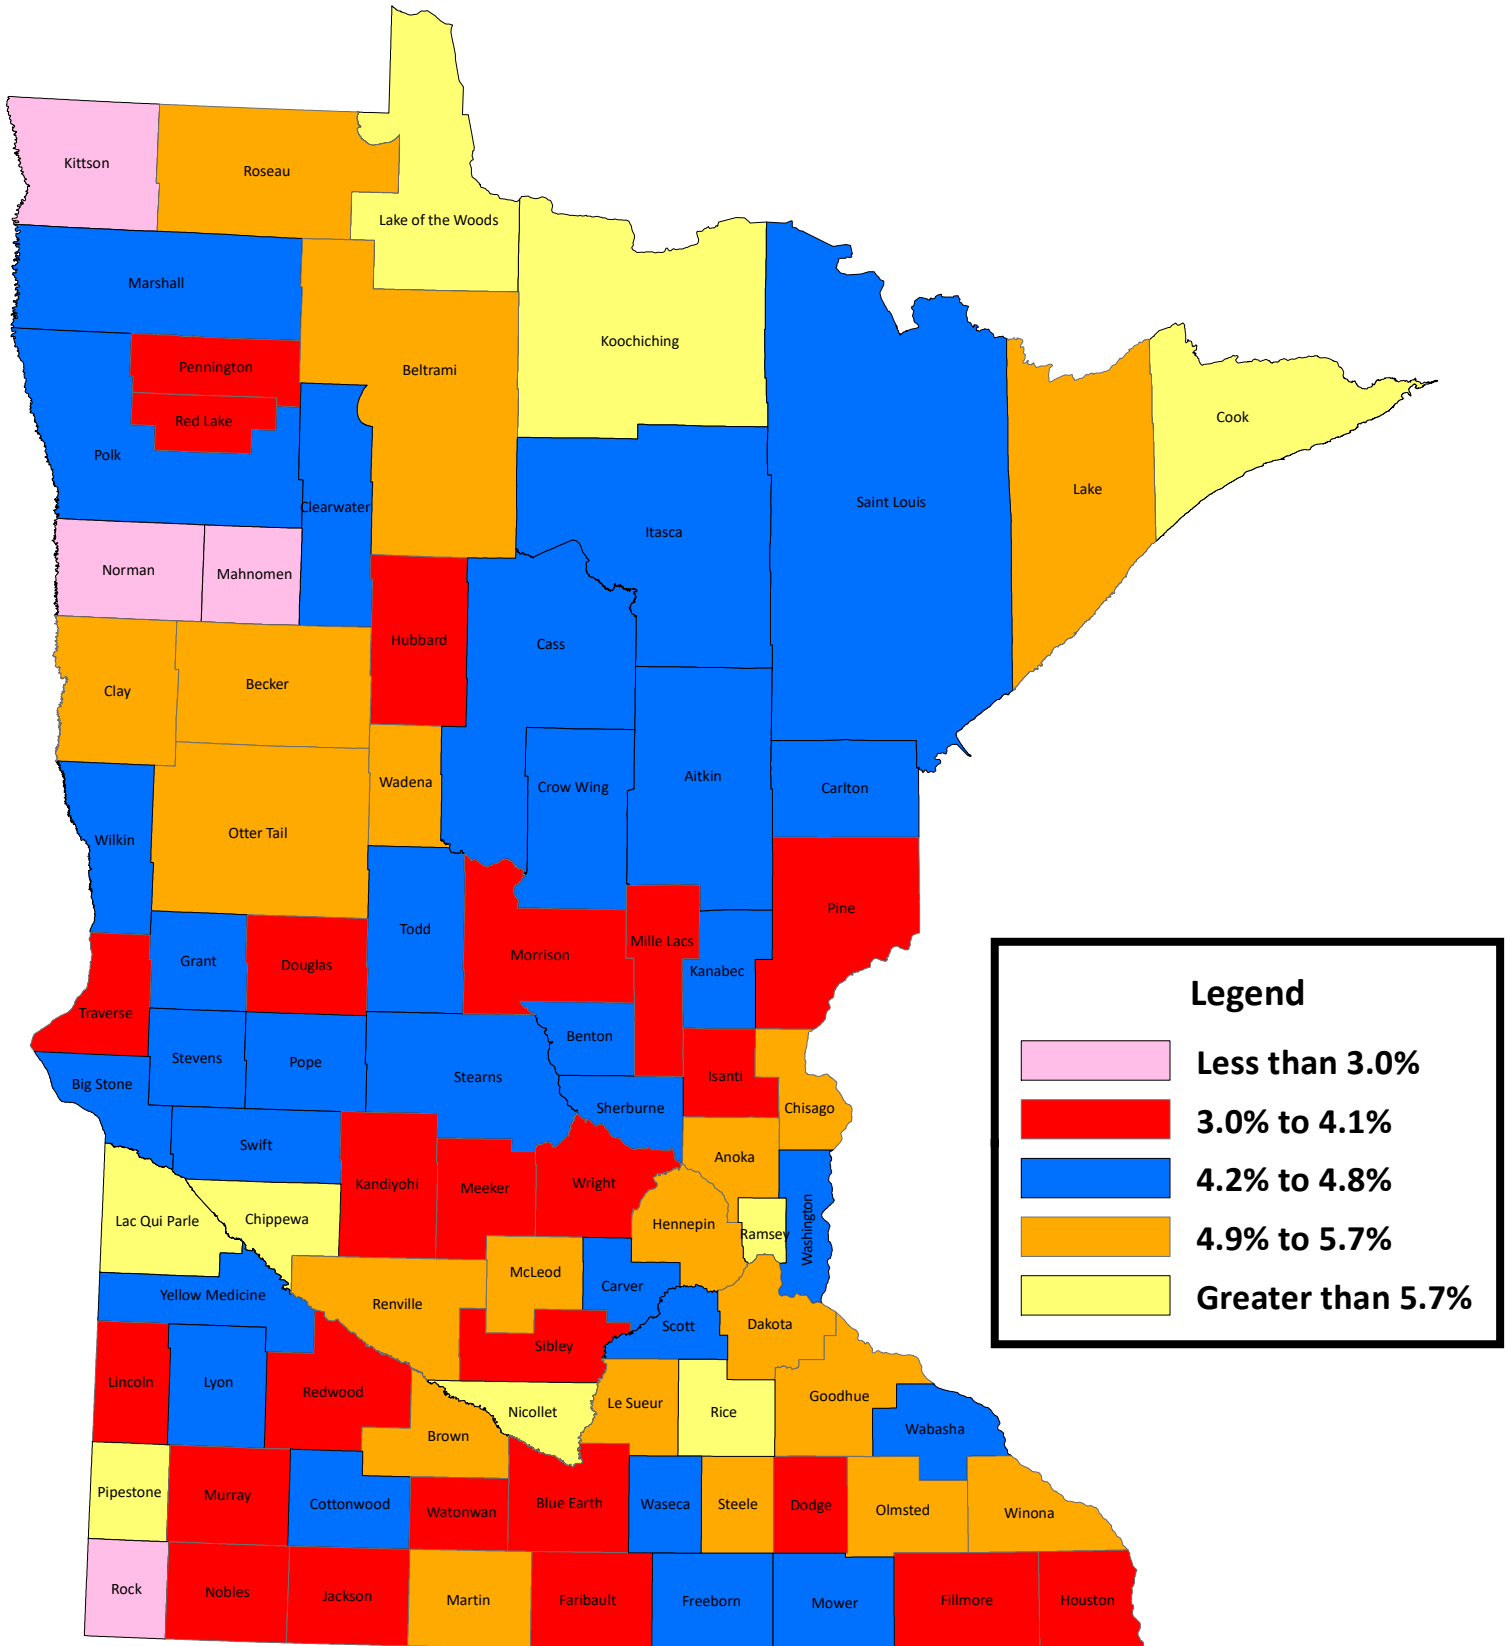 Kittson
Roseau
Lake of the Woods
Marshall
Koochiching
Pennington
Beltrami
Red Lake
Cook
Polk
Lake
Clearwater
Saint Louis
Itasca
Norman
Mahnomen
Hubbard
Cass
Becker
Clay
Wadena
Aitkin
Crow Wing
Carlton
Otter Tail
Wilkin
Pine
Todd
Mille Lacs
Morrison
Grant
Douglas
Kanabec
Traverse
Benton
Stevens
Pope
Stearns
Isanti
Big Stone
Sherburne
Chisago
Swift
Anoka
Kandiyohi
Meeker
Wright
Lac Qui Parle
Chippewa
Hennepin
Ramsey
Washington
McLeod
Carver
Yellow Medicine
Renville
Scott
Dakota
Sibley
Lincoln
Lyon
Redwood
Nicollet
Le Sueur
Rice
Goodhue
Brown
Wabasha
Pipestone
Murray
Cottonwood
Watonwan
Blue Earth
Waseca
Steele
Dodge
Olmsted
Winona
Rock
Nobles
Jackson
Martin
Faribault
Freeborn
Mower
Fillmore
Houston
Legend
Less than 3.0%
3.0% to 4.1%
4.2% to 4.8%
4.9% to 5.7%
Greater than 5.7%